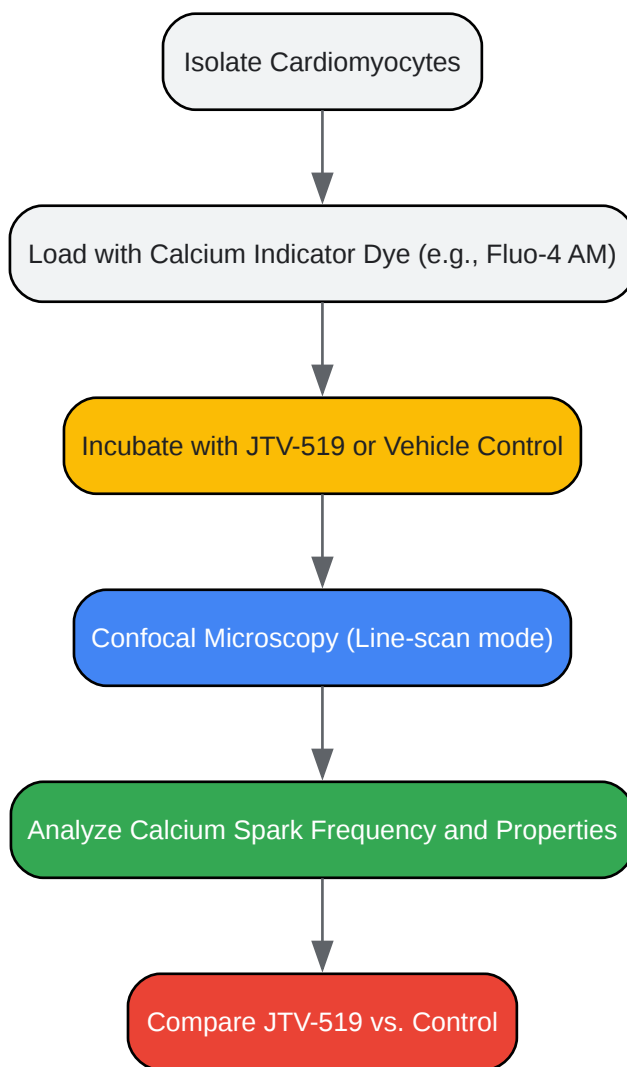 Isolate Cardiomyocytes
Load with Calcium Indicator Dye (e.g., Fluo-4 AM)
Incubate with JTV-519 or Vehicle Control
Confocal Microscopy (Line-scan mode)
Analyze Calcium Spark Frequency and Properties
Compare JTV-519 vs. Control